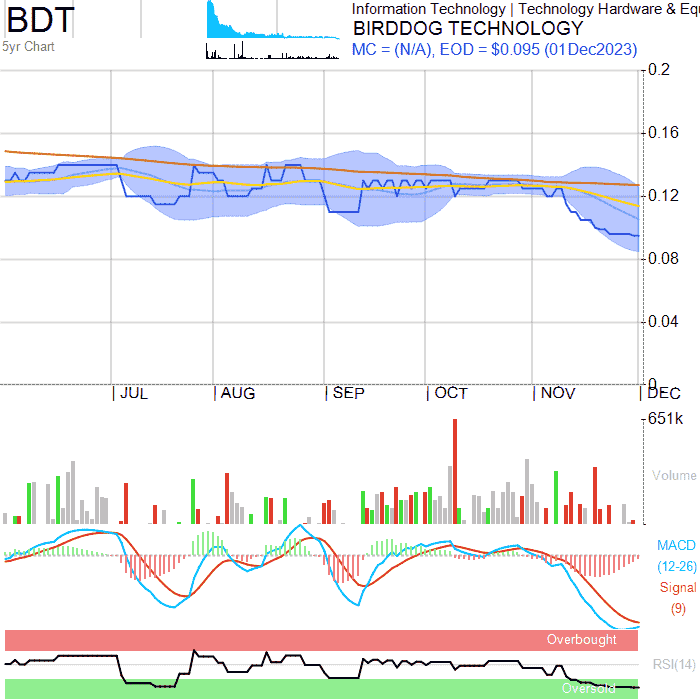 BDT
5yr Chart
Information Technology | Technology Hardware & Equ
BIRDDOG TECHNOLOGY
MC = (N/A), EOD = $0.095 (01Dec2023)
0.2
0.16
0.12
0.08
0.04
0
JUL AUG SEP OCT NOV DEC
651k
Volume
MACD
(12-26)
Signal
(9)
Overbought
RSI(14)
Oversold